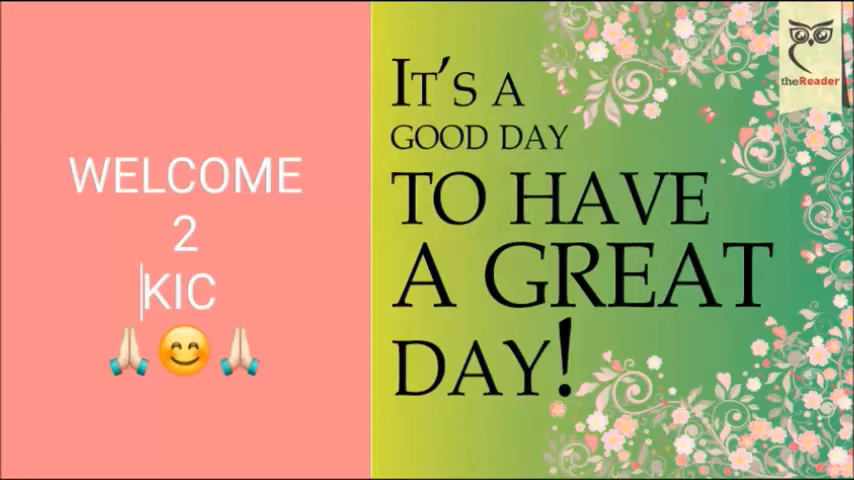 WELCOME
2
KIC
🙏😊🙏
IT'S A
GOOD DAY
TO HAVE
A GREAT
DAY!
theReader